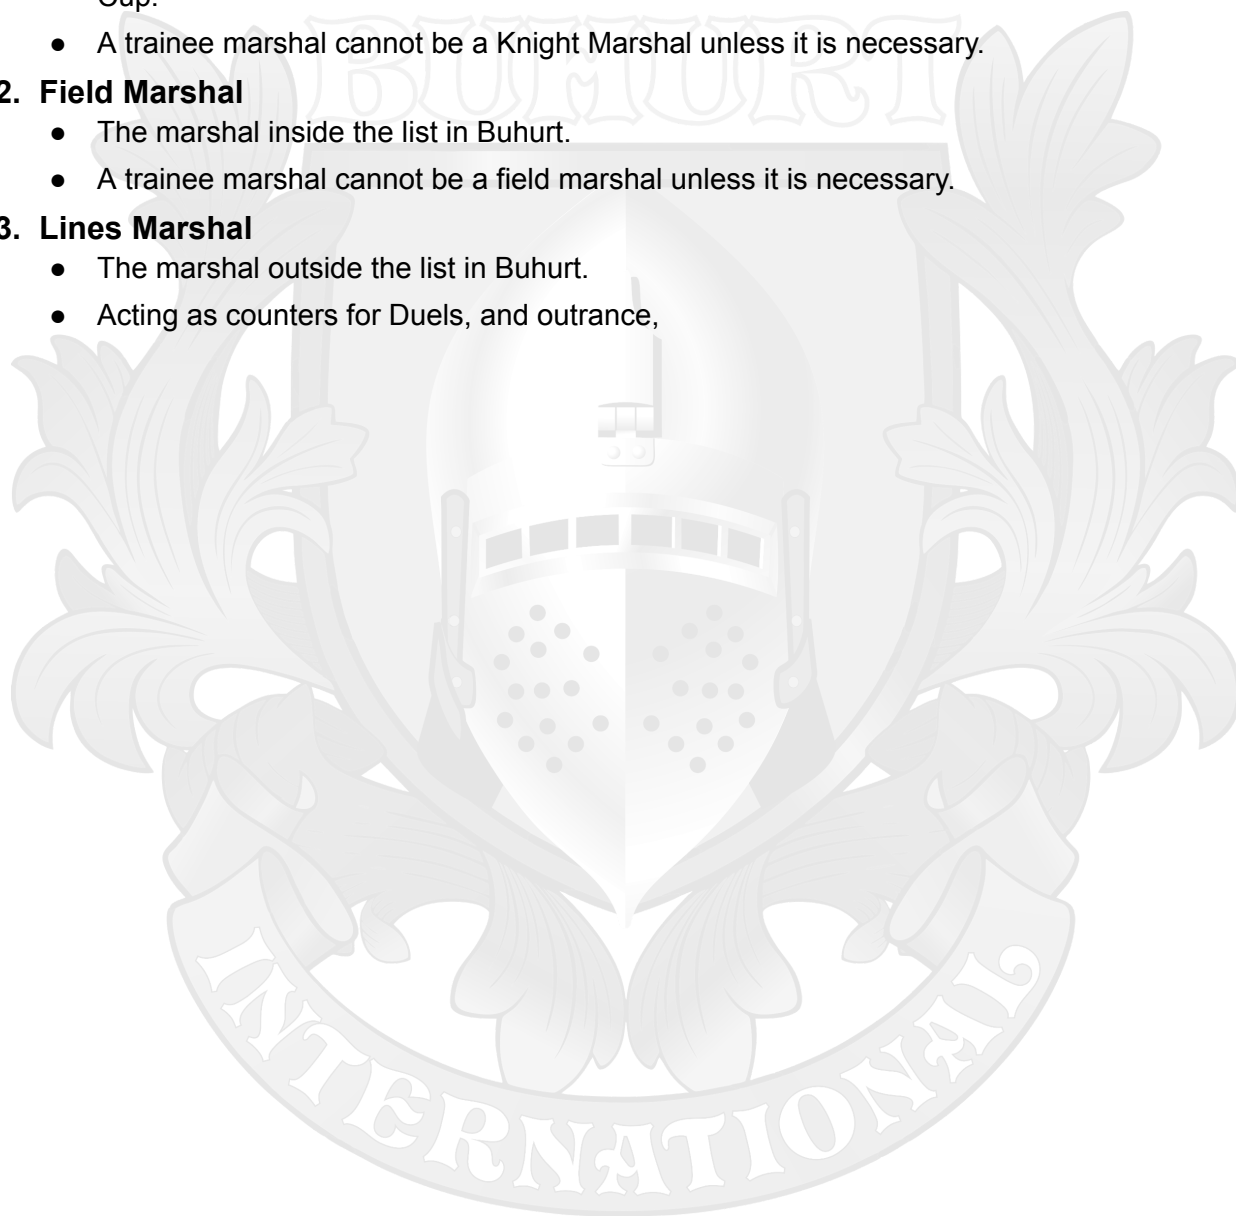 Cup.
● A trainee marshal cannot be a Knight Marshal unless it is necessary.
2. Field Marshal
● The marshal inside the list in Buhurt.
● A trainee marshal cannot be a field marshal unless it is necessary.
3. Lines Marshal
● The marshal outside the list in Buhurt.
● Acting as counters for Duels, and outrance,
BUHURT
INTERNATIONAL